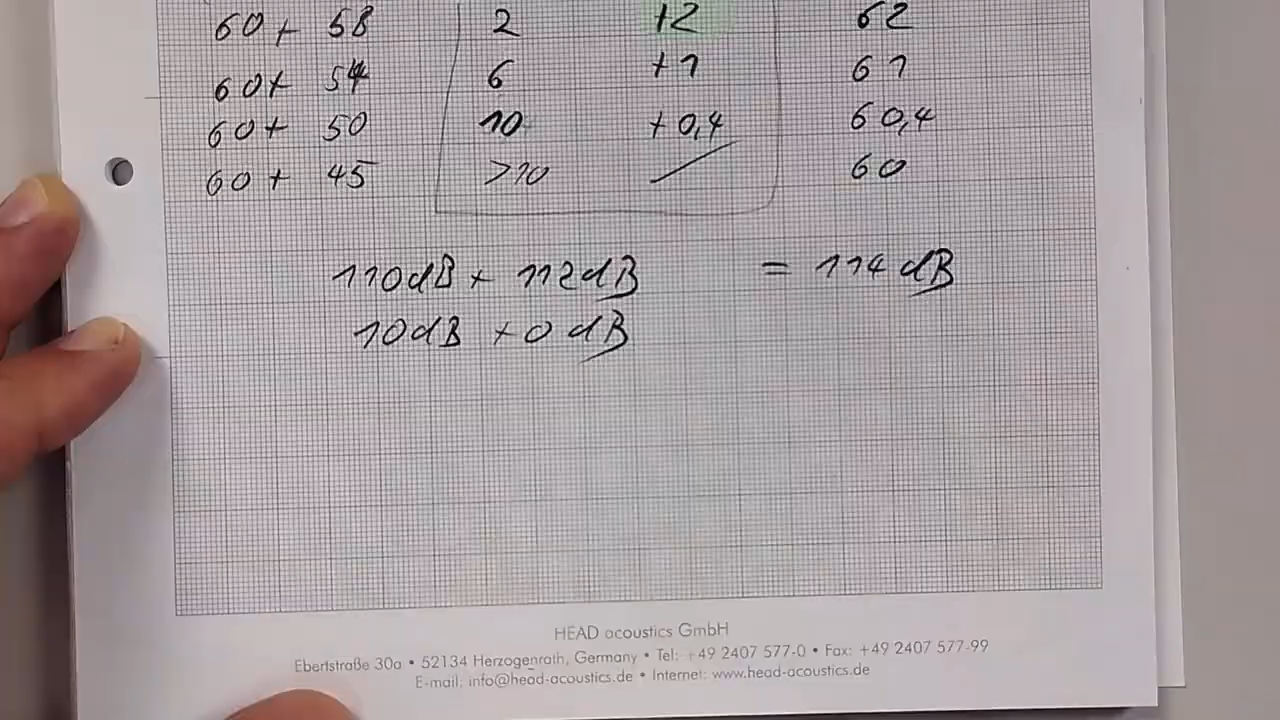 60 + 58 2 +2 62
60 + 54 6 +1 61
60 + 50 10 +0,4 60,4
60 + 45 >10 60
110dB + 112dB = 114 dB
10dB + 0 dB
HEAD acoustics GmbH
Ebertstraße 30a • 52134 Herzogenrath, Germany • Tel: +49 2407 577-0 • Fax: +49 2407 577-99
E-mail: info@head-acoustics.de • Internet: www.head-acoustics.de